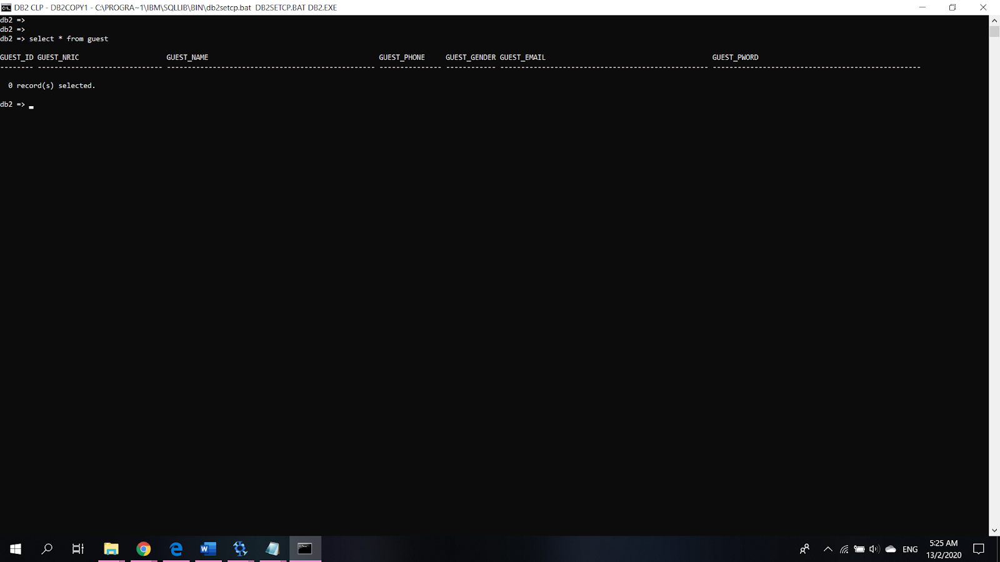 DB2 CLP - DB2COPY1 - C:\PROGRA~1\IBM\SQLLIB\BIN\db2setcp.bat  DB2SETCP.BAT DB2.EXE
db2 =>
db2 =>
db2 => select * from guest
GUEST_ID GUEST_NRIC GUEST_NAME GUEST_PHONE GUEST_GENDER GUEST_EMAIL GUEST_PWORD
-------- ------------------------------ -------------------------------------------------- --------------- ------------ -------------------------------------------------- --------------------------------------------------
0 record(s) selected.
db2 =>
ENG
5:25 AM
13/2/2020